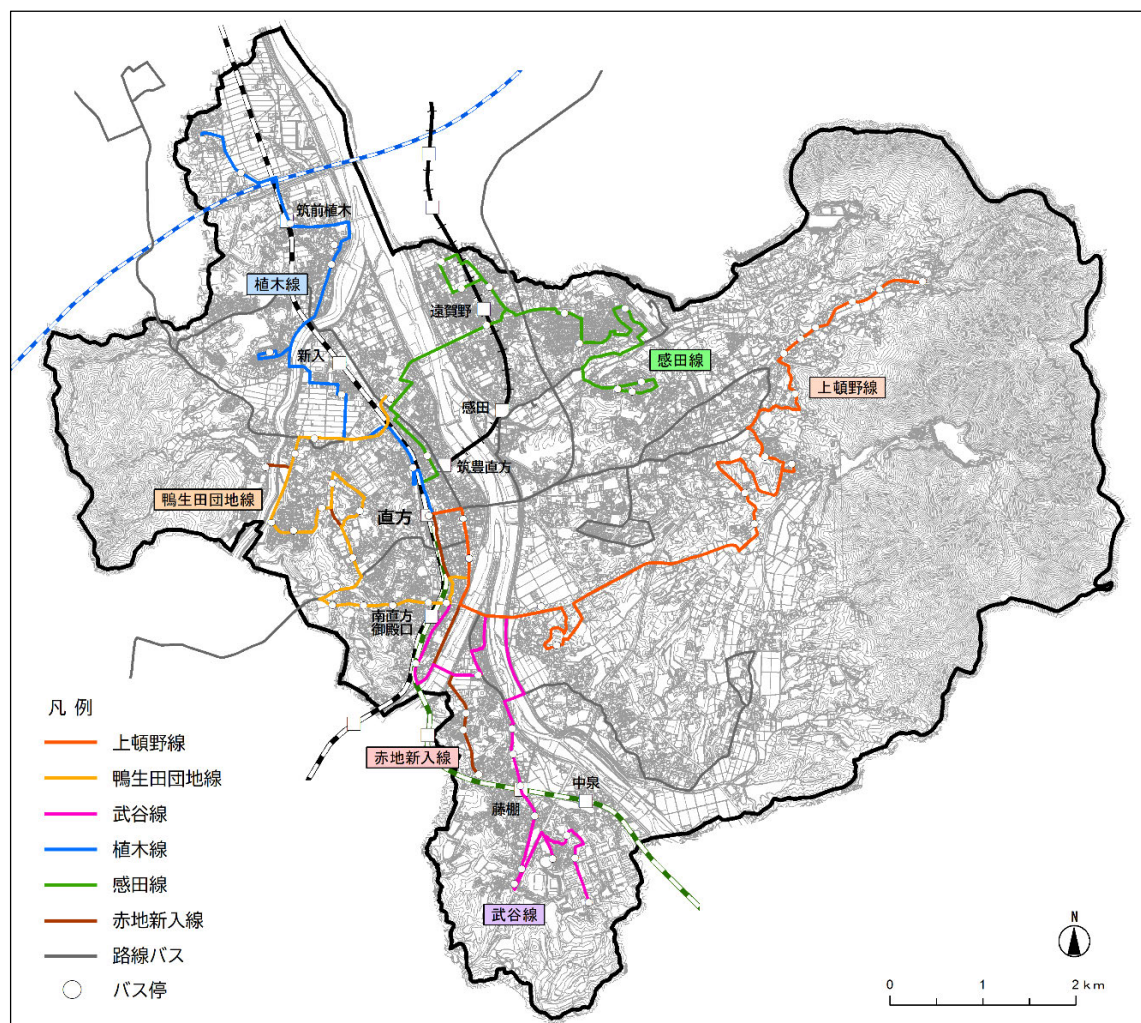 筑前植木
植木線
遠賀野
新入
感田線
上頓野線
感田
筑豊直方
鴨生田団地線
直方
南直方
御殿口
赤地新入線
中泉
藤棚
武谷線
凡 例
上頓野線
鴨生田団地線
武谷線
植木線
感田線
赤地新入線
路線バス
バス停
N
0 1 2 km